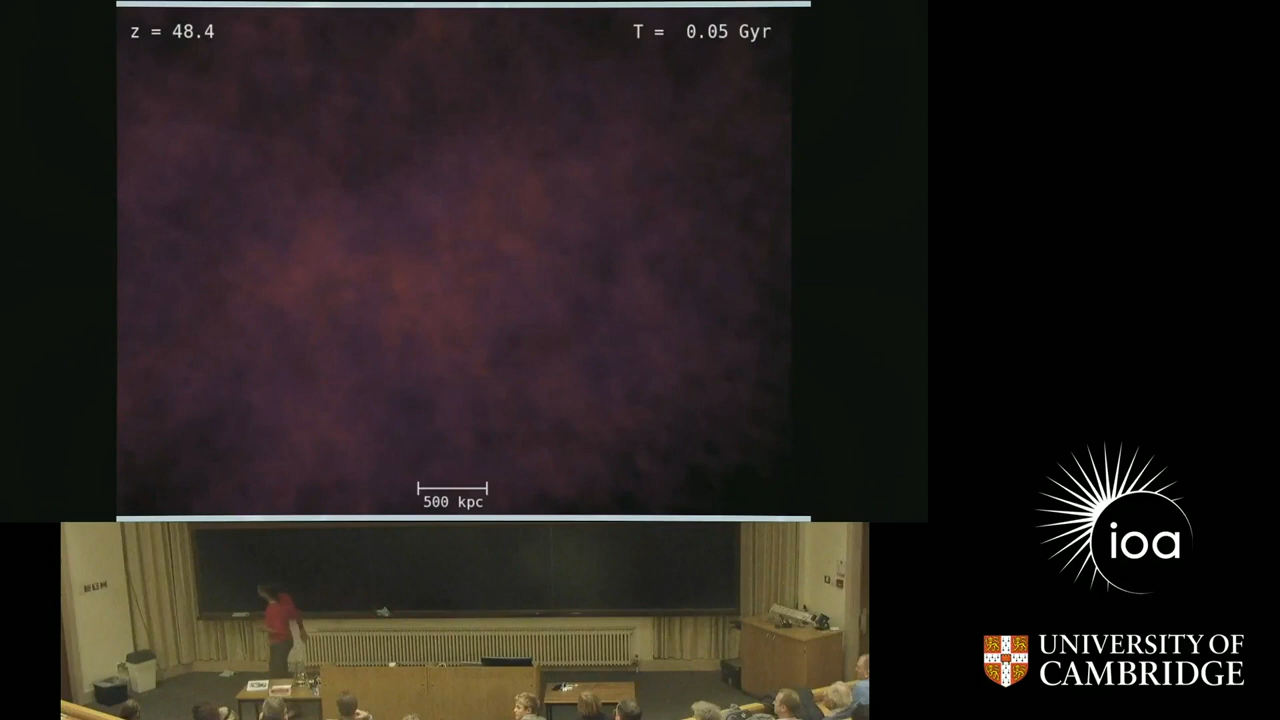 z = 48.4
T = 0.05 Gyr
500 kpc
ioa
UNIVERSITY OF
CAMBRIDGE